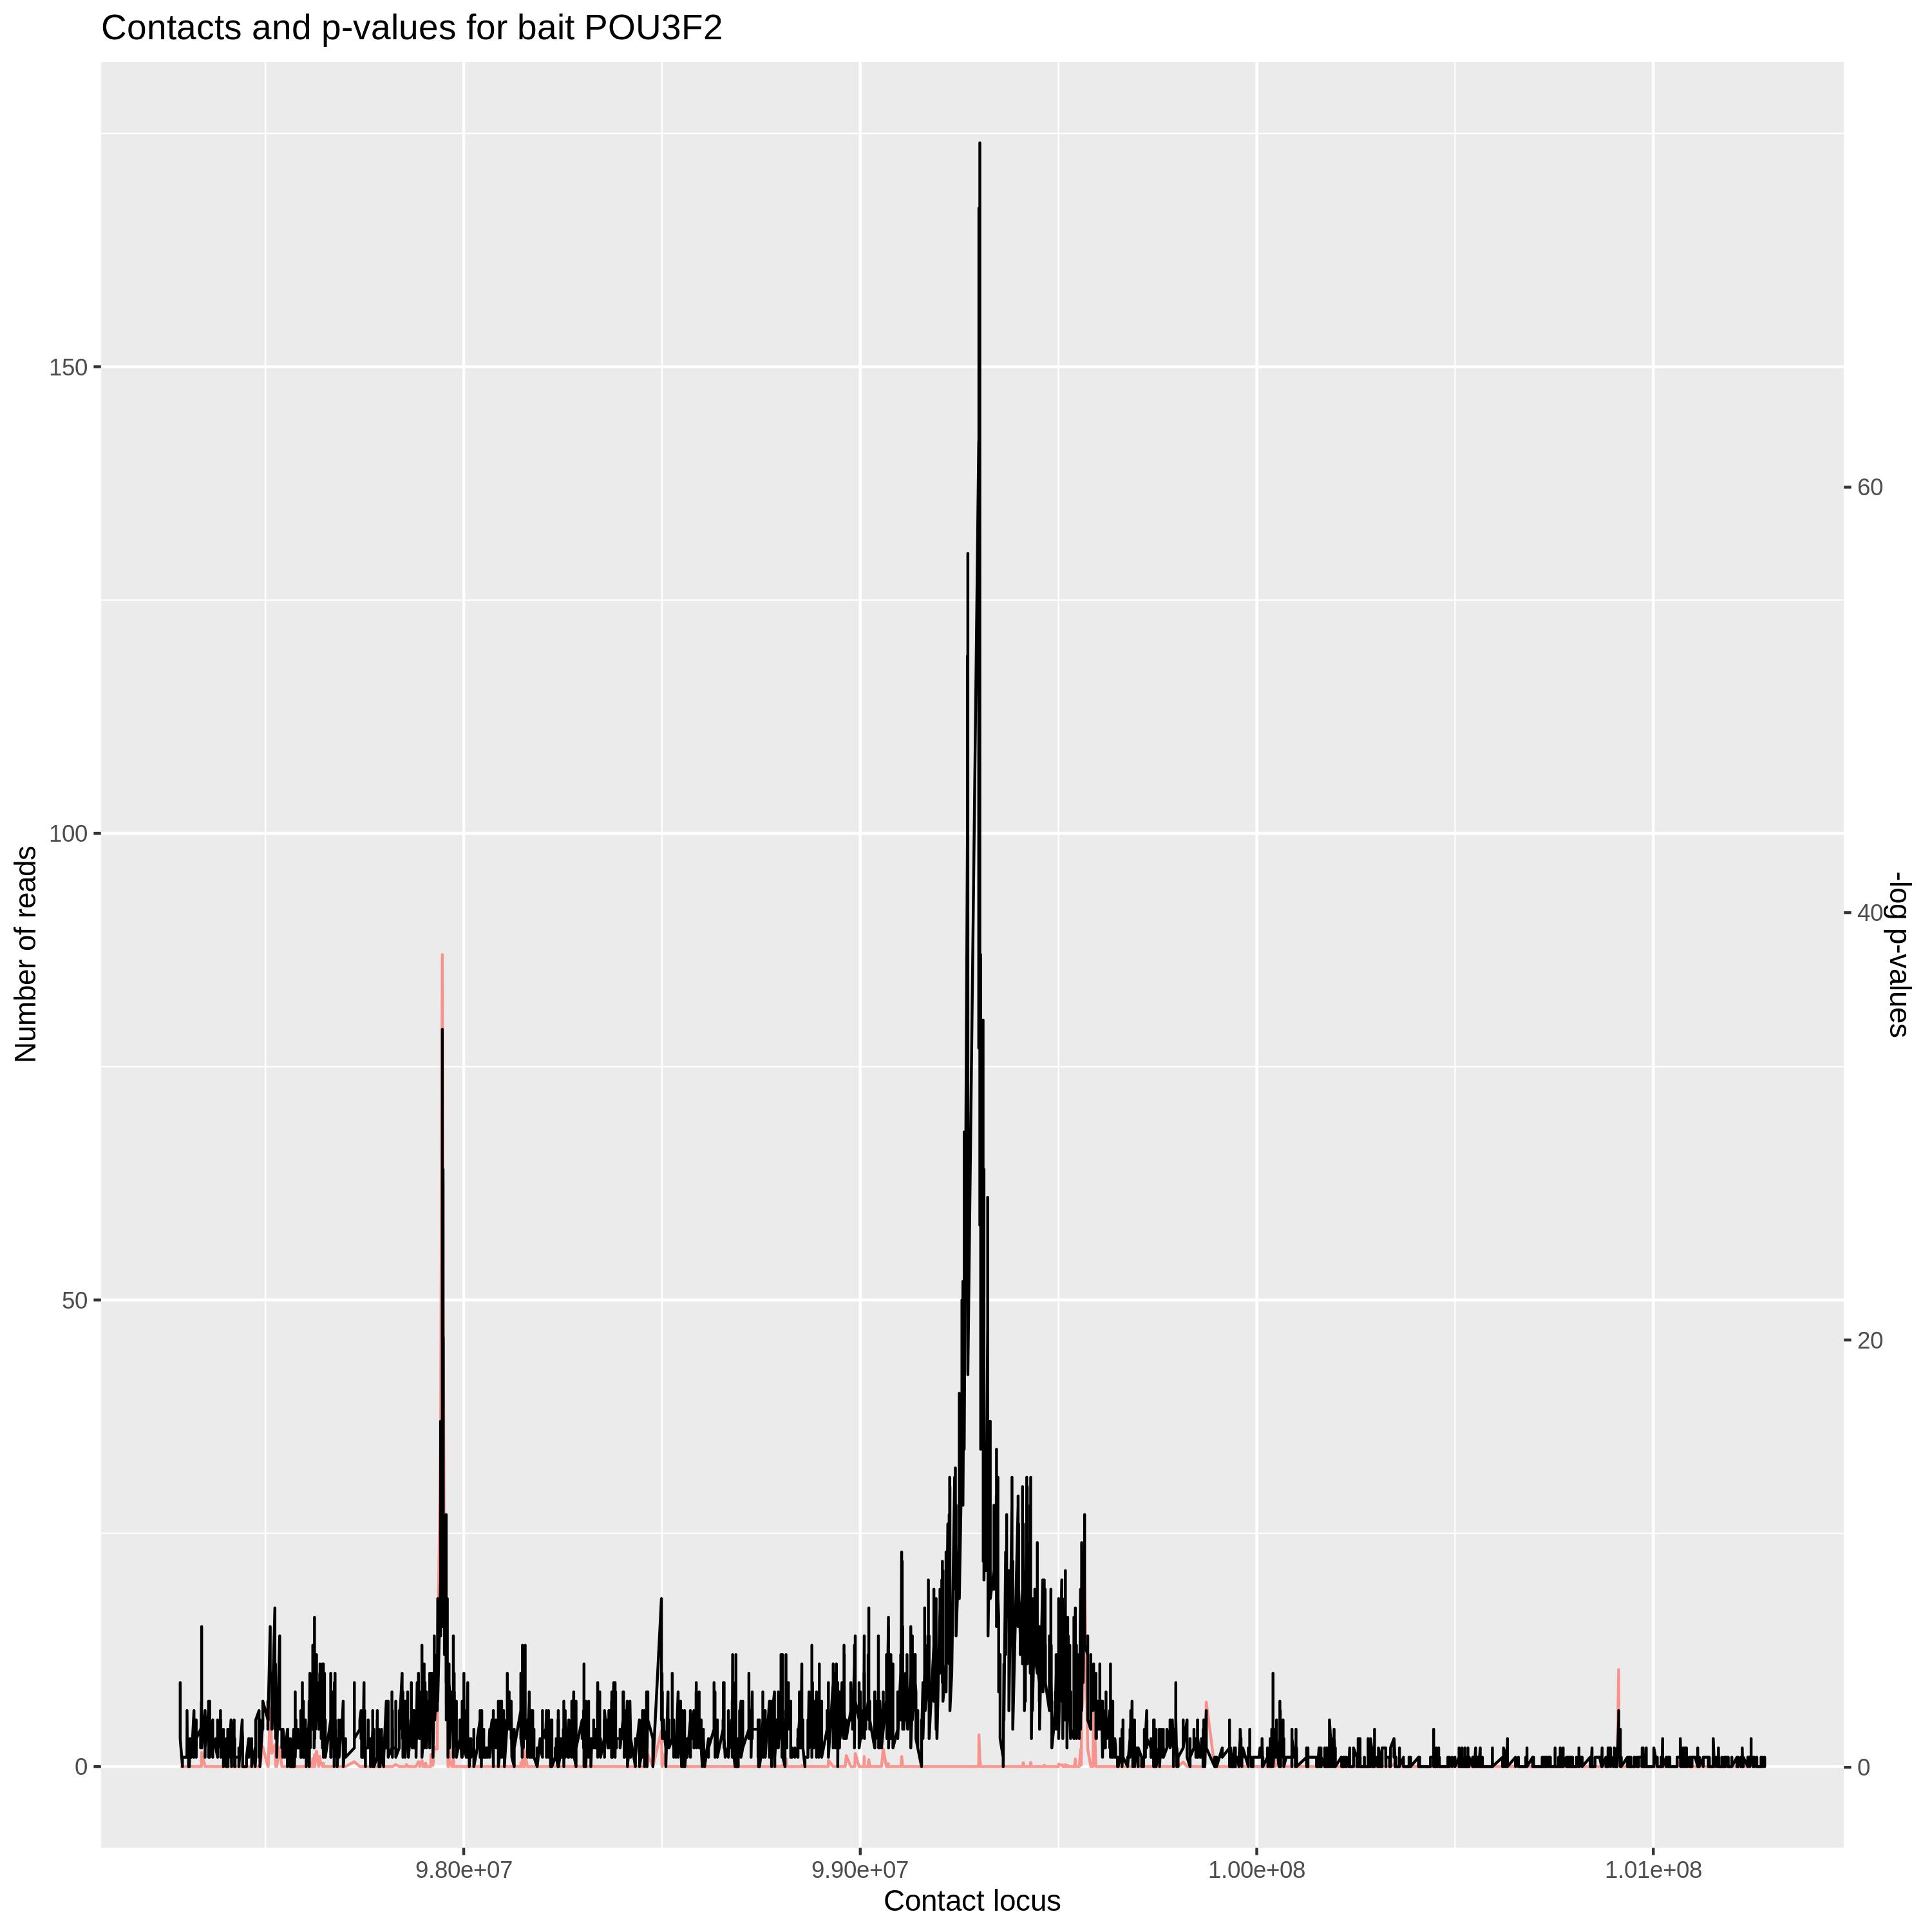 Contacts and p-values for bait POU3F2
150
100
50
0
Number of reads
60
40
20
0
-log p-values
9.80e+07
9.90e+07
1.00e+08
1.01e+08
Contact locus